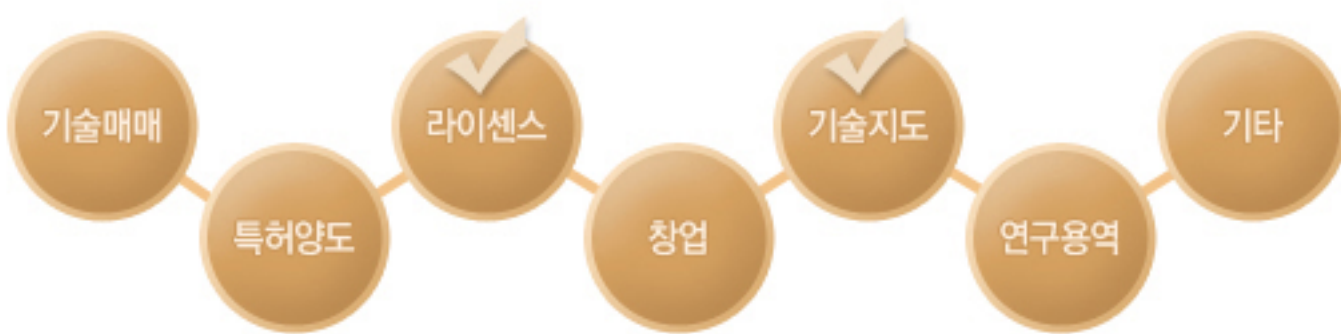 기술매매
특허양도
라이센스
창업
기술지도
연구용역
기타